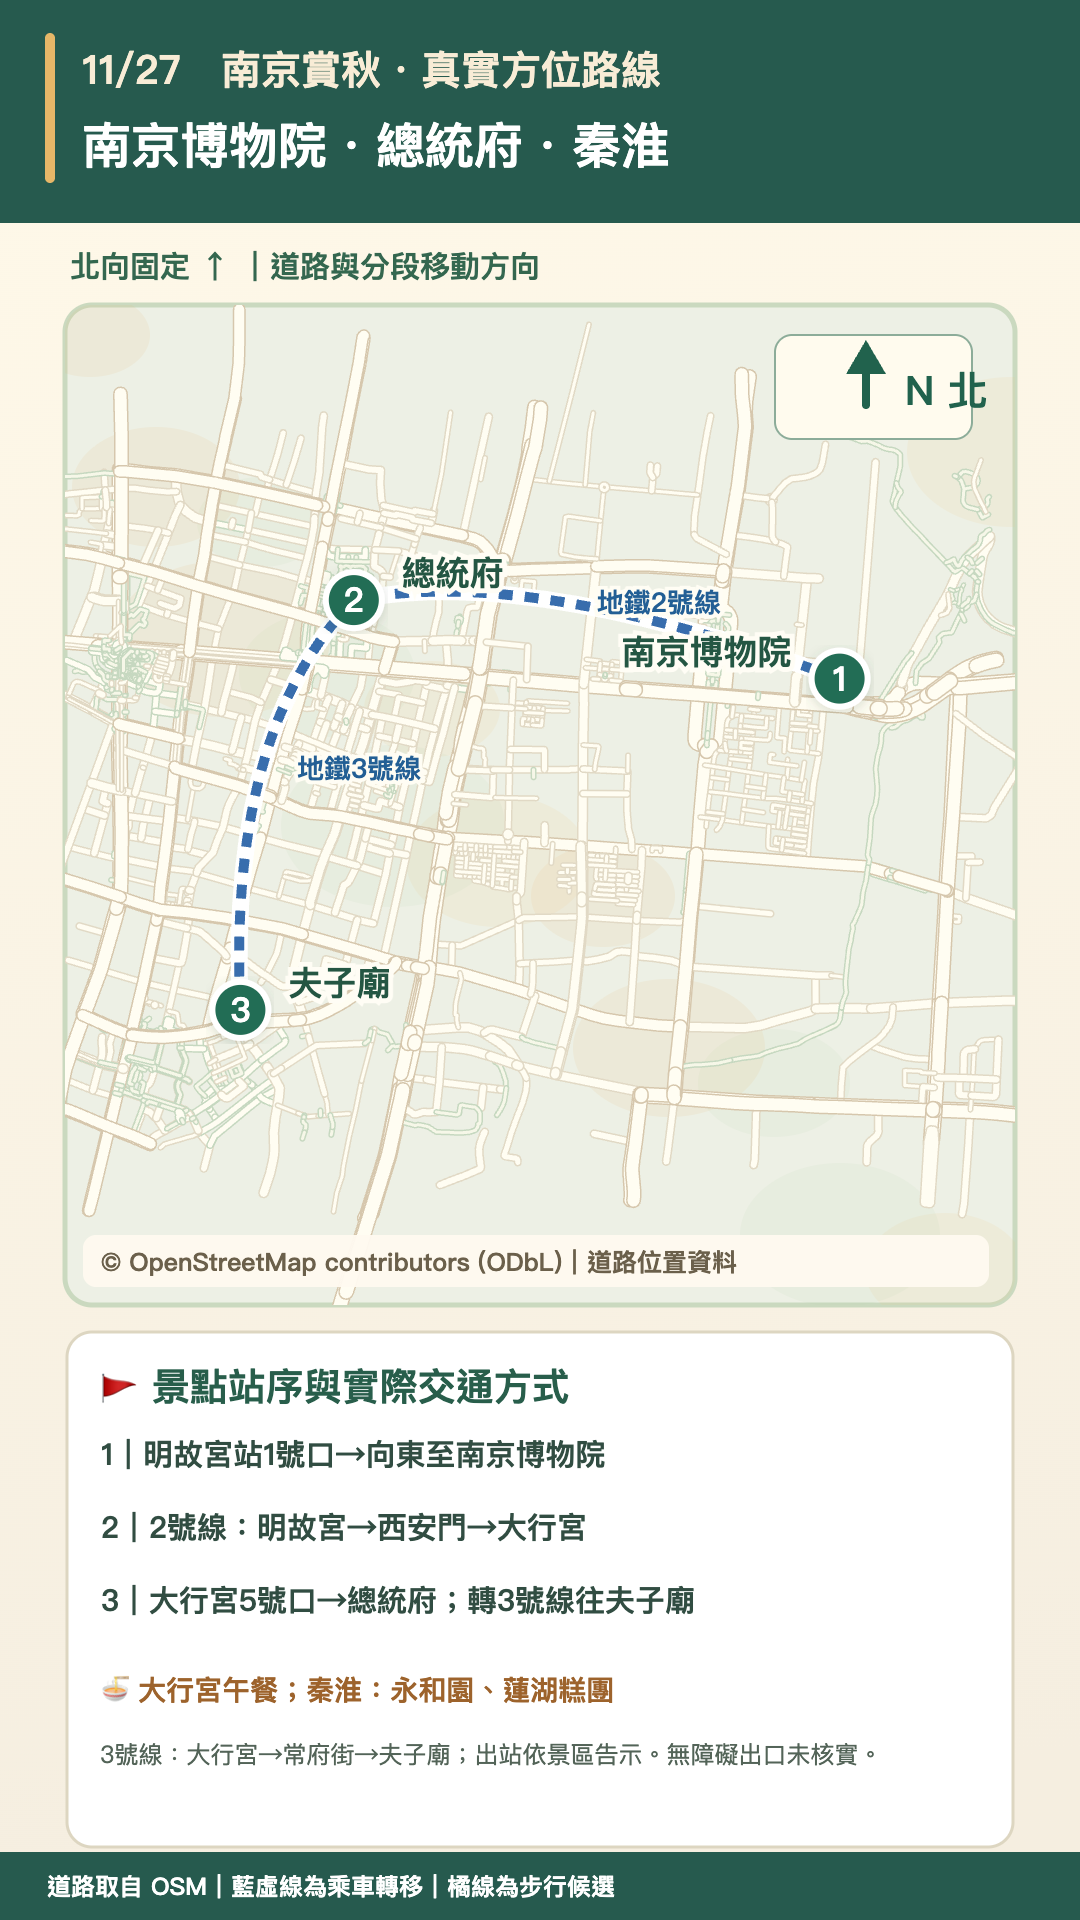 11/27　南京賞秋・真實方位路線
南京博物院・總統府・秦淮
北向固定 ↑ ｜道路與分段移動方向
N 北
總統府
2
地鐵2號線
南京博物院
1
地鐵3號線
夫子廟
3
© OpenStreetMap contributors (ODbL)｜道路位置資料
🚩 景點站序與實際交通方式
1｜明故宮站1號口→向東至南京博物院
2｜2號線：明故宮→西安門→大行宮
3｜大行宮5號口→總統府；轉3號線往夫子廟
🍜 大行宮午餐；秦淮：永和園、蓮湖糕團
3號線：大行宮→常府街→夫子廟；出站依景區告示。無障礙出口未核實。
道路取自 OSM｜藍虛線為乘車轉移｜橘線為步行候選